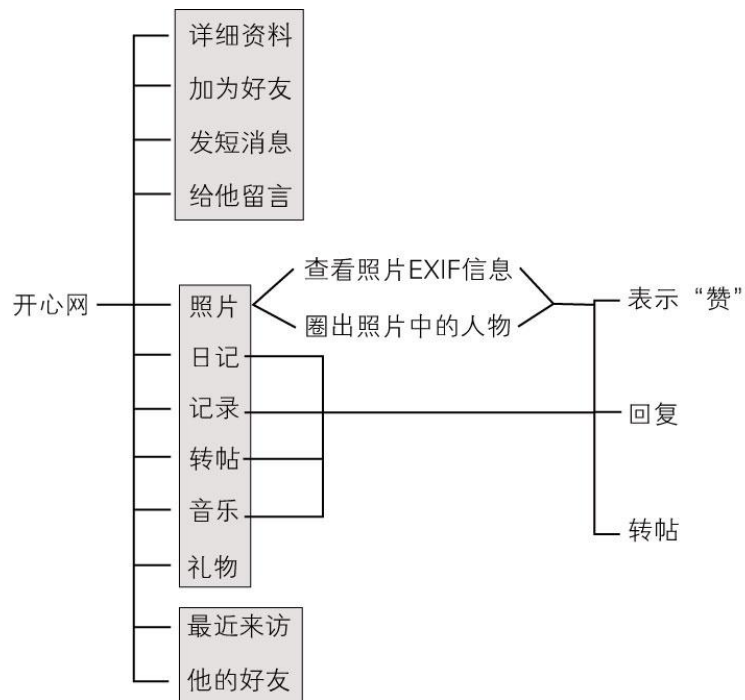 详细资料
加为好友
发短消息
给他留言
开心网
照片
查看照片EXIF信息
圈出照片中的人物
表示“赞”
日记
记录
回复
转帖
音乐
转帖
礼物
最近来访
他的好友